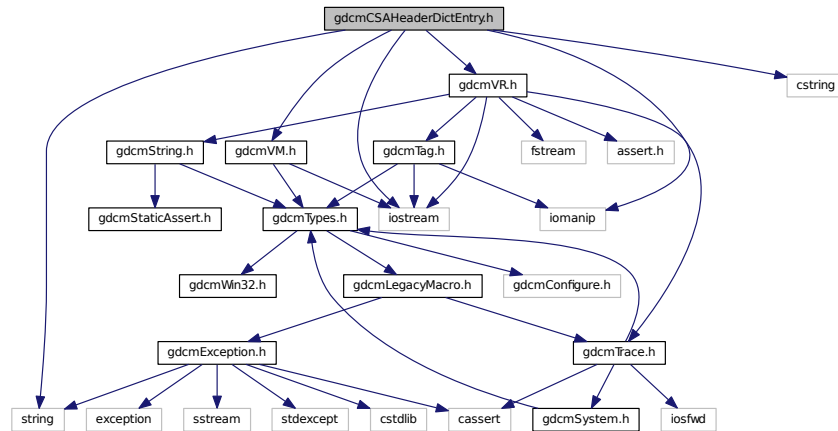 gdcmCSAHeaderDictEntry.h
gdcmVR.h
cstring
gdcmString.h
gdcmVM.h
gdcmTag.h
fstream
assert.h
gdcmStaticAssert.h
gdcmTypes.h
iostream
iomanip
gdcmWin32.h
gdcmLegacyMacro.h
gdcmConfigure.h
gdcmException.h
gdcmTrace.h
string
exception
sstream
stdexcept
cstdlib
cassert
gdcmSystem.h
iosfwd